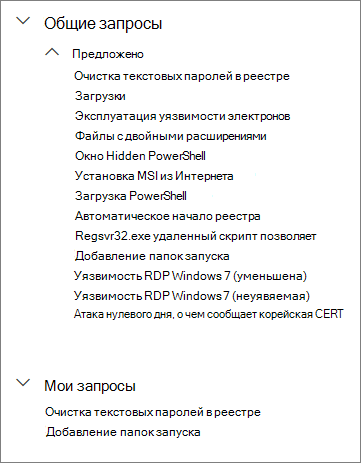 Общие запросы
Предложено
Очистка текстовых паролей в реестре
Загрузки
Эксплуатация уязвимости электронов
Файлы с двойными расширениями
Окно Hidden PowerShell
Установка MSI из Интернета
Загрузка PowerShell
Автоматическое начало реестра
Regsvr32.exe удаленный скрипт позволяет
Добавление папок запуска
Уязвимость RDP Windows 7 (уменьшена)
Уязвимость RDP Windows 7 (неуявяемая)
Атака нулевого дня, о чем сообщает корейская CERT
Мои запросы
Очистка текстовых паролей в реестре
Добавление папок запуска